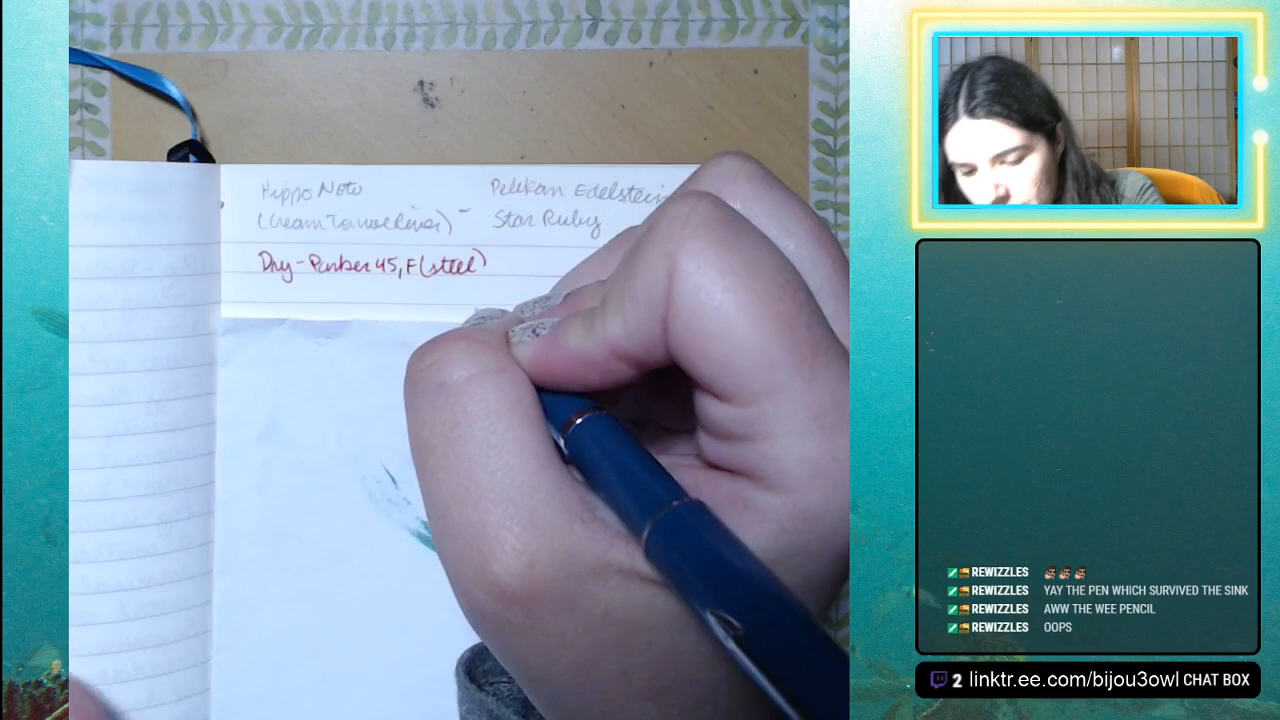 Hippo Noto
(Cream Tomoe River) -
Pelikan Edelstein
Star Ruby
Dry - Parker 45, F (steel)
REWIZZLES
REWIZZLES YAY THE PEN WHICH SURVIVED THE SINK
REWIZZLES AWW THE WEE PENCIL
REWIZZLES OOPS
2 linktr.ee.com/bijou3owl CHAT BOX